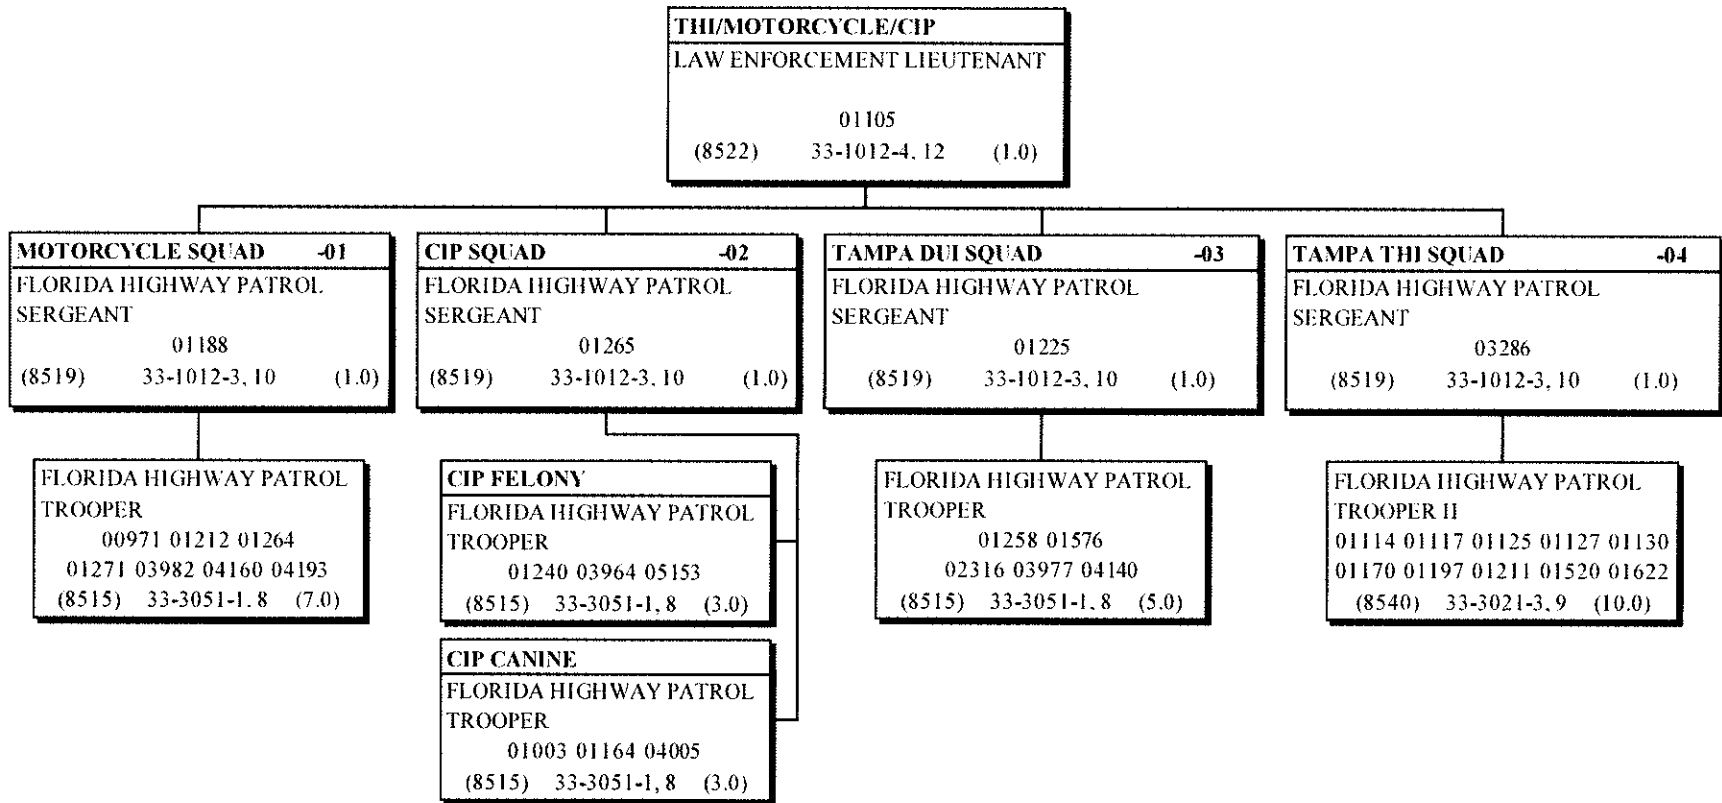 THI/MOTORCYCLE/CIP
LAW ENFORCEMENT LIEUTENANT
01105
(8522) 33-1012-4, 12 (1.0)
MOTORCYCLE SQUAD -01
FLORIDA HIGHWAY PATROL
SERGEANT
01188
(8519) 33-1012-3, 10 (1.0)
FLORIDA HIGHWAY PATROL
TROOPER
00971 01212 01264
01271 03982 04160 04193
(8515) 33-3051-1, 8 (7.0)
CIP SQUAD -02
FLORIDA HIGHWAY PATROL
SERGEANT
01265
(8519) 33-1012-3, 10 (1.0)
CIP FELONY
FLORIDA HIGHWAY PATROL
TROOPER
01240 03964 05153
(8515) 33-3051-1, 8 (3.0)
CIP CANINE
FLORIDA HIGHWAY PATROL
TROOPER
01003 01164 04005
(8515) 33-3051-1, 8 (3.0)
TAMPA DUI SQUAD -03
FLORIDA HIGHWAY PATROL
SERGEANT
01225
(8519) 33-1012-3, 10 (1.0)
FLORIDA HIGHWAY PATROL
TROOPER
01258 01576
02316 03977 04140
(8515) 33-3051-1, 8 (5.0)
TAMPA THI SQUAD -04
FLORIDA HIGHWAY PATROL
SERGEANT
03286
(8519) 33-1012-3, 10 (1.0)
FLORIDA HIGHWAY PATROL
TROOPER II
01114 01117 01125 01127 01130
01170 01197 01211 01520 01622
(8540) 33-3021-3, 9 (10.0)